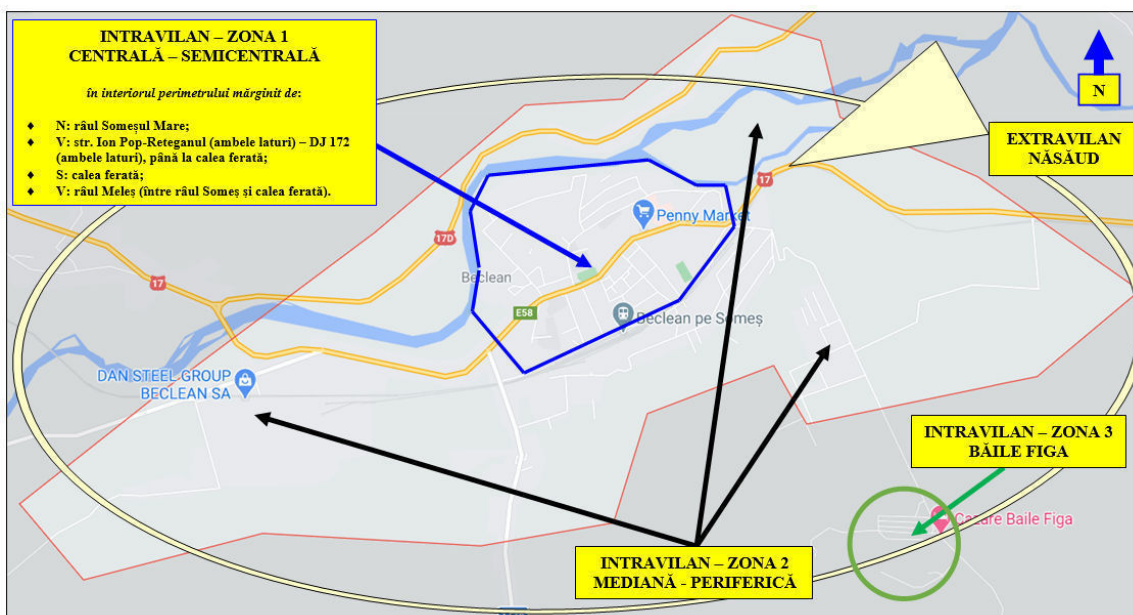 INTRAVILAN – ZONA 1
CENTRALĂ – SEMICENTRALĂ
în interiorul perimetrului mărginit de:
♦ N: râul Someșul Mare;
♦ V: str. Ion Pop-Reteganul (ambele laturi) – DJ 172
(ambele laturi), până la calea ferată;
♦ S: calea ferată;
♦ V: râul Meleș (între râul Someș și calea ferată).
N
EXTRAVILAN
NĂSĂUD
17
Penny Market
17D
Beclean
17
E58
Beclean pe Someș
DAN STEEL GROUP
BECLEAN SA
INTRAVILAN – ZONA 3
BĂILE FIGA
Cazare Baile Figa
INTRAVILAN – ZONA 2
MEDIANĂ - PERIFERICĂ